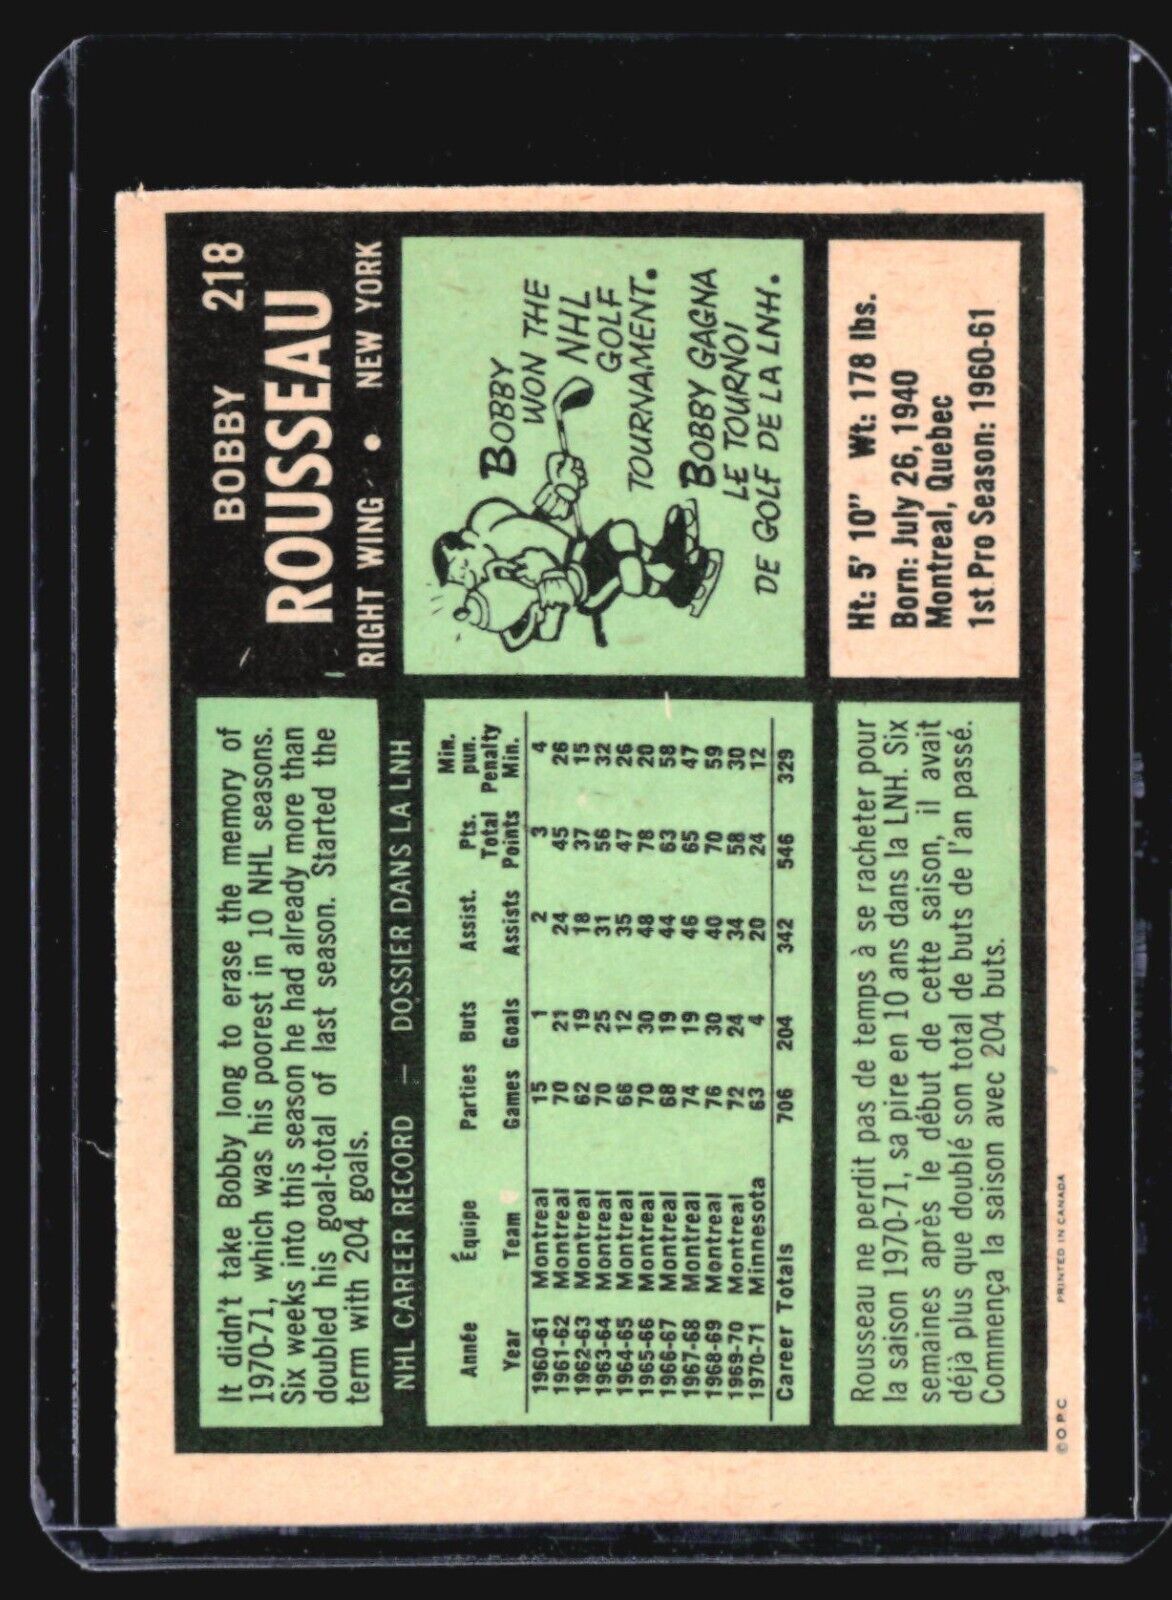 BOBBY 218
ROUSSEAU
RIGHT WING • NEW YORK
It didn't take Bobby long to erase the memory of
1970-71, which was his poorest in 10 NHL seasons.
Six weeks into this season he had already more than
doubled his goal-total of last season. Started the
term with 204 goals.
BOBBY
WON THE
NHL
GOLF
TOURNAMENT.
BOBBY GAGNA
LE TOURNOI
DE GOLF DE LA LNH.
NHL CAREER RECORD — DOSSIER DANS LA LNH
Année Équipe Parties Buts Assist. Pts. Total Min. pun.
Year Team Games Goals Assists Points Penalty Min.
1960-61 Montreal 15 1 2 3 4
1961-62 Montreal 70 21 24 45 26
1962-63 Montreal 62 19 18 37 15
1963-64 Montreal 70 25 31 56 32
1964-65 Montreal 66 12 35 47 26
1965-66 Montreal 70 30 48 78 20
1966-67 Montreal 68 19 44 63 58
1967-68 Montreal 74 19 46 65 47
1968-69 Montreal 76 30 40 70 59
1969-70 Montreal 72 24 34 58 30
1970-71 Minnesota 63 4 20 24 12
Career Totals 706 204 342 546 329
Ht: 5' 10" Wt: 178 lbs.
Born: July 26, 1940
Montreal, Quebec
1st Pro Season: 1960-61
Rousseau ne perdit pas de temps à se racheter pour
la saison 1970-71, sa pire en 10 ans dans la LNH. Six
semaines après le début de cette saison, il avait
déjà plus que doublé son total de buts de l'an passé.
Commença la saison avec 204 buts.
© O.P.C. PRINTED IN CANADA